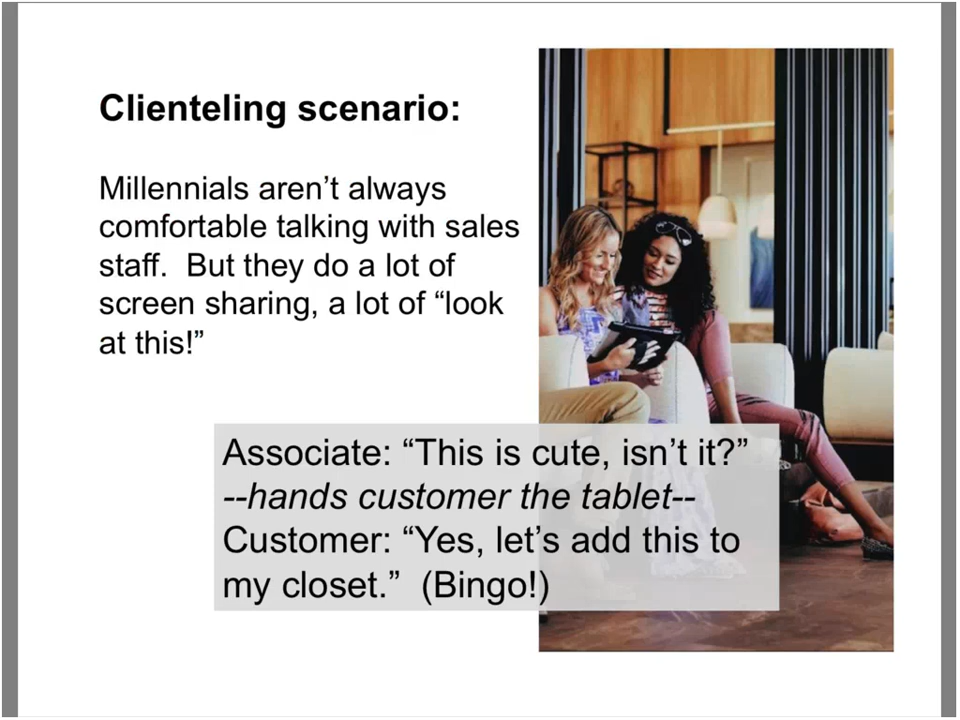 Clienteling scenario:
Millennials aren’t always
comfortable talking with sales
staff.  But they do a lot of
screen sharing, a lot of “look
at this!”
Associate: “This is cute, isn’t it?”
--hands customer the tablet--
Customer: “Yes, let’s add this to
my closet.”  (Bingo!)